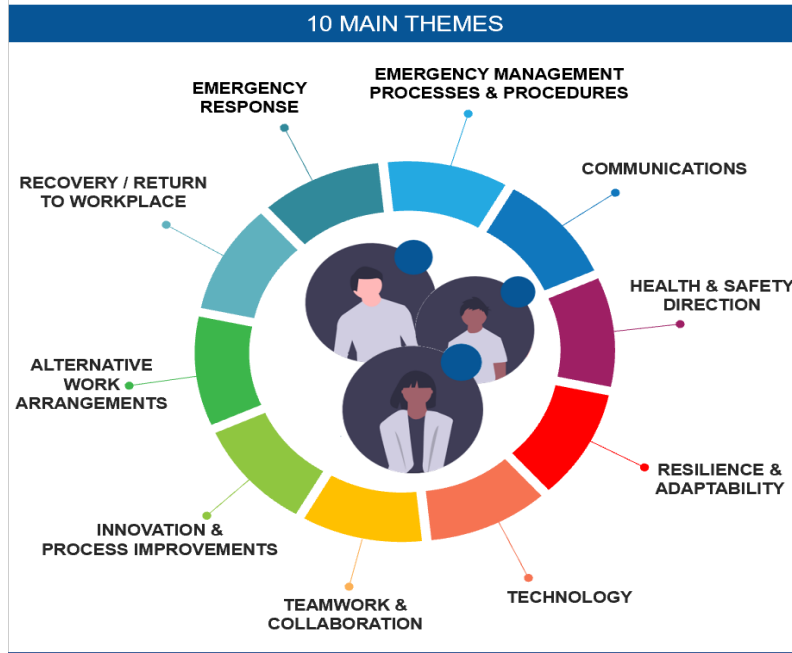 10 MAIN THEMES
EMERGENCY
RESPONSE
EMERGENCY MANAGEMENT
PROCESSES & PROCEDURES
COMMUNICATIONS
HEALTH & SAFETY
DIRECTION
RESILIENCE &
ADAPTABILITY
TECHNOLOGY
TEAMWORK &
COLLABORATION
INNOVATION &
PROCESS IMPROVEMENTS
ALTERNATIVE
WORK
ARRANGEMENTS
RECOVERY / RETURN
TO WORKPLACE